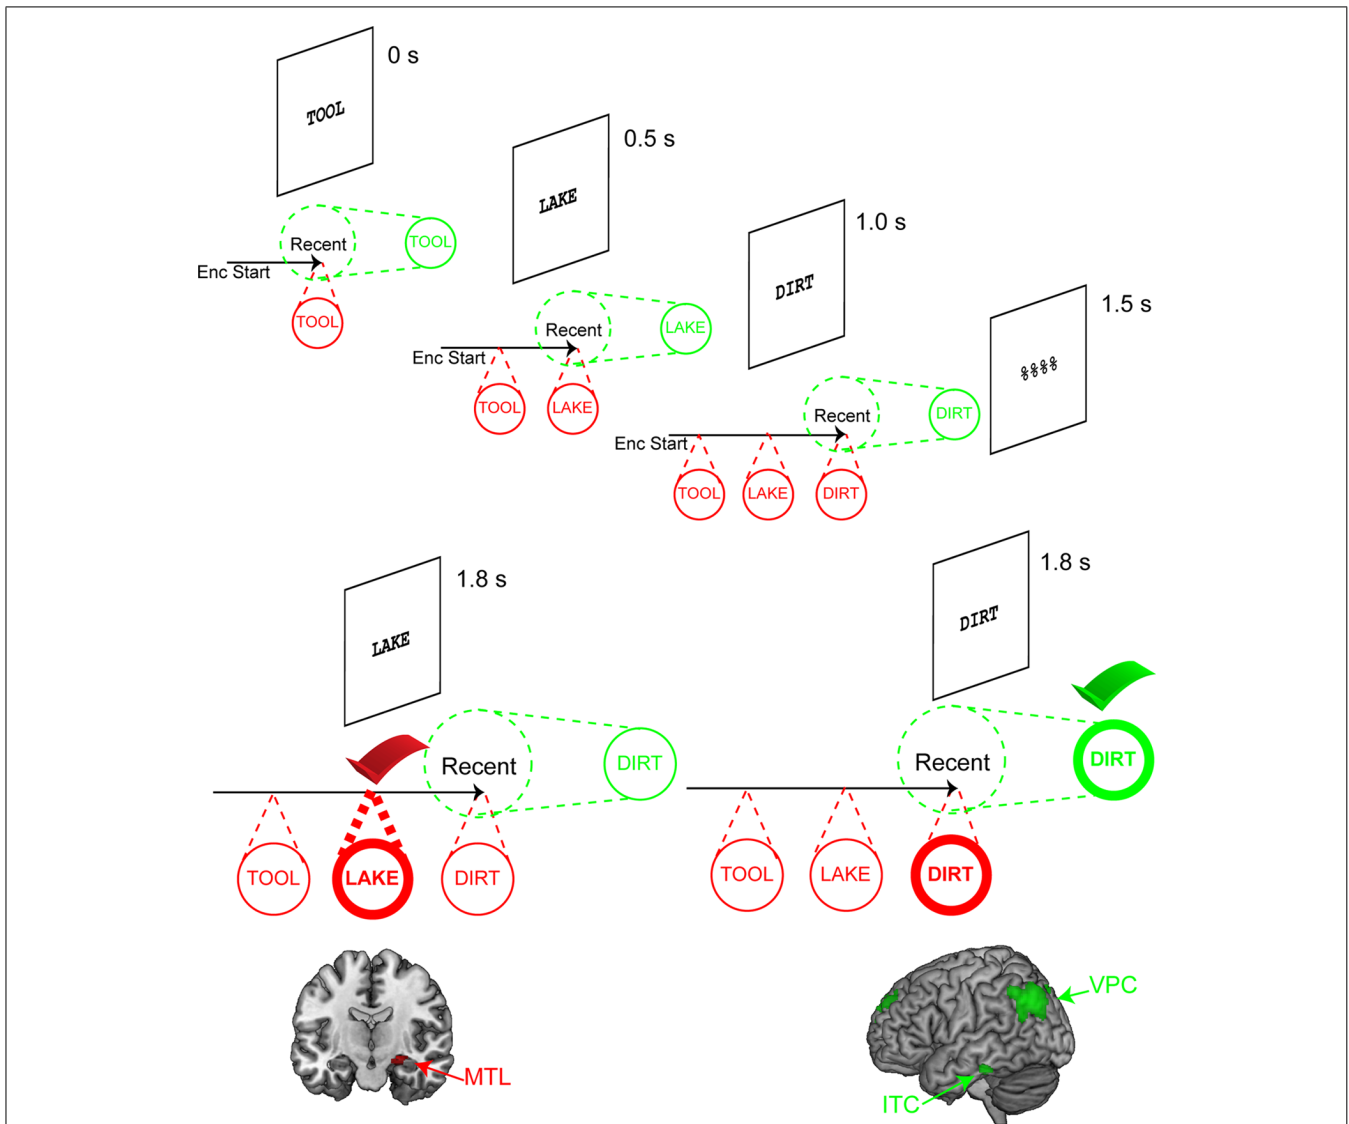 TOOL
0 s
Recent
TOOL
Enc Start
TOOL
LAKE
0.5 s
Recent
LAKE
Enc Start
TOOL
LAKE
DIRT
1.0 s
Recent
DIRT
Enc Start
TOOL
LAKE
DIRT
%%%%
1.5 s
LAKE
1.8 s
Recent
DIRT
TOOL
LAKE
DIRT
DIRT
1.8 s
Recent
DIRT
TOOL
LAKE
DIRT
MTL
VPC
ITC